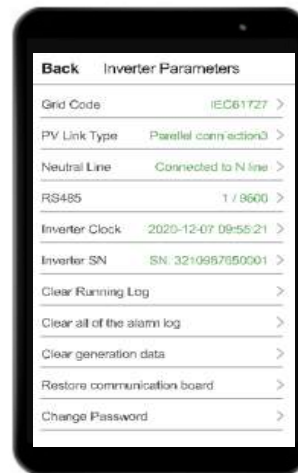 Back Inverter Parameters
Grid Code IEC61727 >
PV Link Type Parellel connection3 >
Neutral Line Connected to N line >
RS485 1 / 9600 >
Inverter Clock 2020-12-07 09:55:21 >
Inverter SN SN. 3210987650001 >
Clear Running Log >
Clear all of the alarm log >
Clear generation data >
Restore communication board >
Change Password >